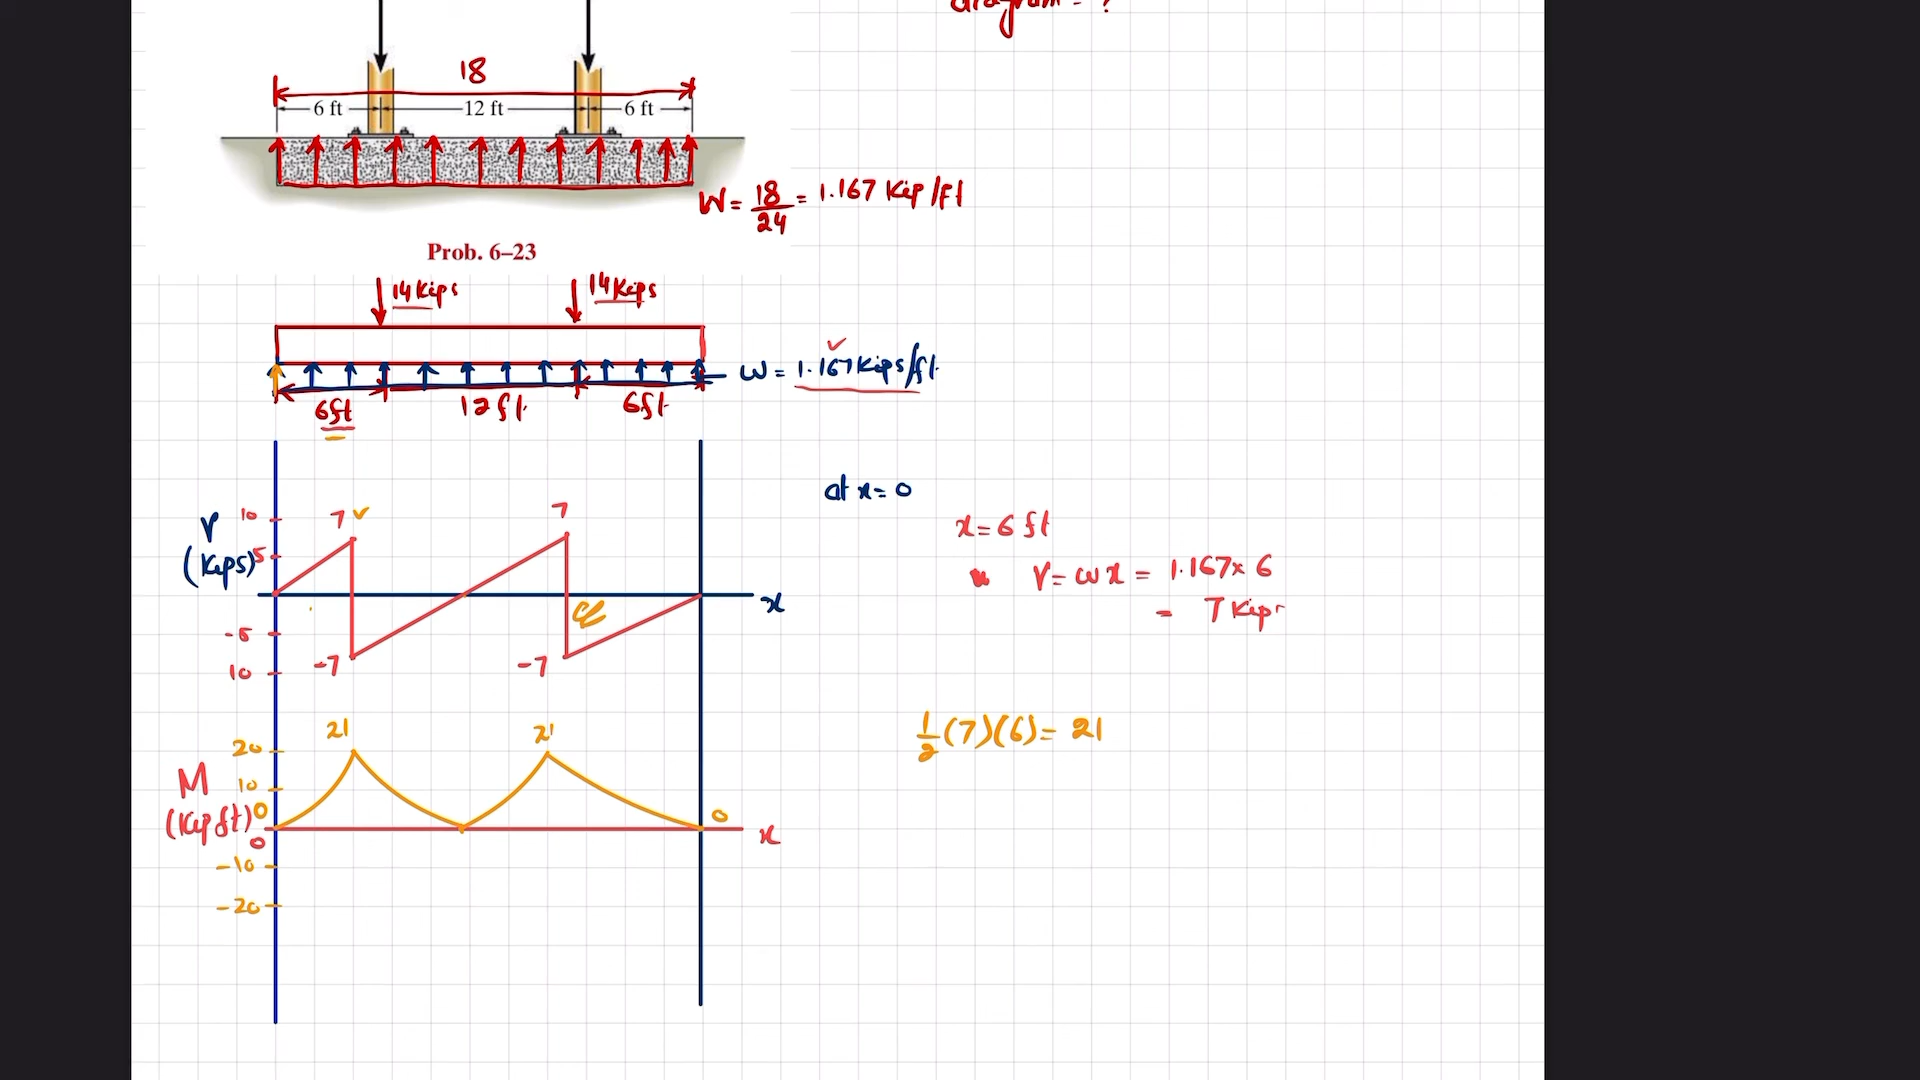 diagram = ?
18
6 ft 12 ft 6 ft
W = 18/24 = 1.167 Kip/ft
Prob. 6–23
14 Kips 14 Kips
w = 1.167 Kips/ft
6ft 12ft 6ft
at x = 0
V
(Kips)
10
5
-5
10
7 7
-7 -7
x
x = 6 ft
V = wx = 1.167 x 6
= 7 Kips
1/2 (7)(6) = 21
M
(Kip ft)
20
10
0
0
-10
-20
21 21
0
x